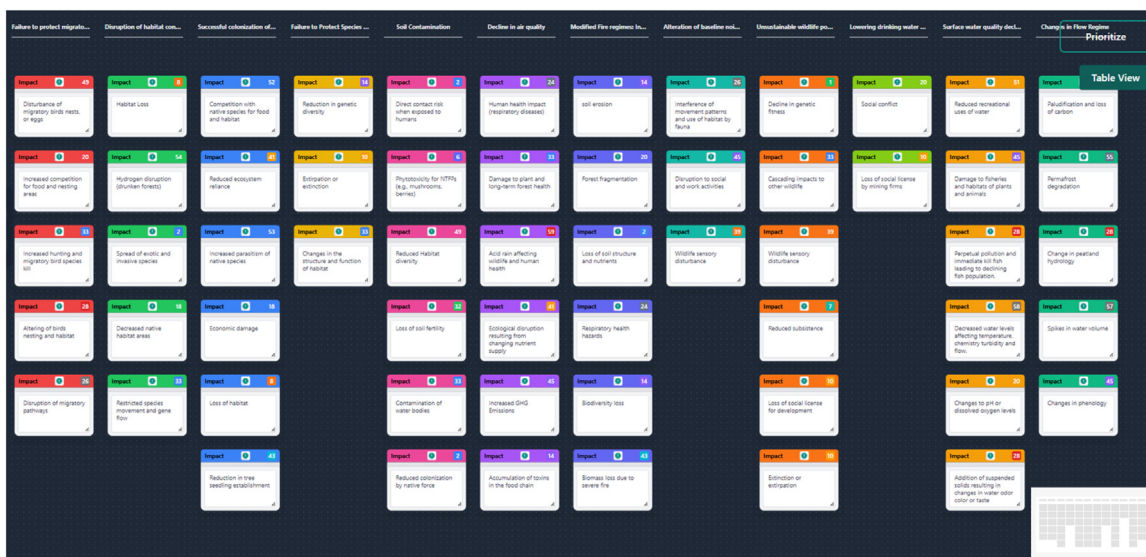 Failure to protect migrato...
Disruption of habitat con...
Successful colonization of...
Failure to Protect Species ...
Soil Contamination
Decline in air quality
Modified Fire regimes: In...
Alteration of baseline noi...
Unsustainable wildlife po...
Lowering drinking water ...
Surface water quality decl...
Changes in Flow Regime
Prioritize
Table View
Impact 49
Disturbance of
migratory birds nests,
or eggs
Impact 8
Habitat Loss
Impact 52
Competition with
native species for food
and habitat
Impact 14
Reduction in genetic
diversity
Impact 2
Direct contact risk
when exposed to
humans
Impact 24
Human health impact
(respiratory diseases)
Impact 14
soil erosion
Impact 26
Interference of
movement patterns
and use of habitat by
fauna
Impact 1
Decline in genetic
fitness
Impact 20
Social conflict
Impact 51
Reduced recreational
uses of water
Impact
Paludification and loss
of carbon
Impact 20
Increased competition
for food and nesting
areas
Impact 54
Hydrogen disruption
(drunken forests)
Impact 41
Reduced ecosystem
reliance
Impact 10
Extirpation or
extinction
Impact 6
Phytotoxicity for NTFPs
(e.g., mushrooms,
berries)
Impact 33
Damage to plant and
long-term forest health
Impact 20
Forest fragmentation
Impact 45
Disruption to social
and work activities
Impact 33
Cascading impacts to
other wildlife
Impact 10
Loss of social license
by mining firms
Impact 45
Damage to fisheries
and habitats of plants
and animals
Impact 55
Permafrost
degradation
Impact 33
Increased hunting and
migratory bird species
kill
Impact 2
Spread of exotic and
invasive species
Impact 53
Increased parasitism of
native species
Impact 33
Changes in the
structure and function
of habitat
Impact 49
Reduced Habitat
diversity
Impact 59
Acid rain affecting
wildlife and human
health
Impact 2
Loss of soil structure
and nutrients
Impact 39
Wildlife sensory
disturbance
Impact 39
Wildlife sensory
disturbance
Impact 28
Perpetual pollution and
immediate kill fish
leading to declining
fish population.
Impact 28
Change in peatland
hydrology
Impact 28
Altering of birds
nesting and habitat
Impact 18
Decreased native
habitat areas
Impact 18
Economic damage
Impact 32
Loss of soil fertility
Impact 41
Ecological disruption
resulting from
changing nutrient
supply
Impact 24
Respiratory health
hazards
Impact 7
Reduced subsistence
Impact 58
Decreased water levels
affecting temperature,
chemistry turbidity and
flow.
Impact 57
Spikes in water volume
Impact 26
Disruption of migratory
pathways
Impact 33
Restricted species
movement and gene
flow
Impact 8
Loss of habitat
Impact 33
Contamination of
water bodies
Impact 45
Increased GHG
Emissions
Impact 14
Biodiversity loss
Impact 10
Loss of social license
for development
Impact 20
Changes to pH or
dissolved oxygen levels
Impact 45
Changes in phenology
Impact 43
Reduction in tree
seedling establishment
Impact 2
Reduced colonization
by native force
Impact 14
Accumulation of toxins
in the food chain
Impact 43
Biomass loss due to
severe fire
Impact 10
Extinction or
extirpation
Impact 28
Addition of suspended
solids resulting in
changes in water odor
color or taste